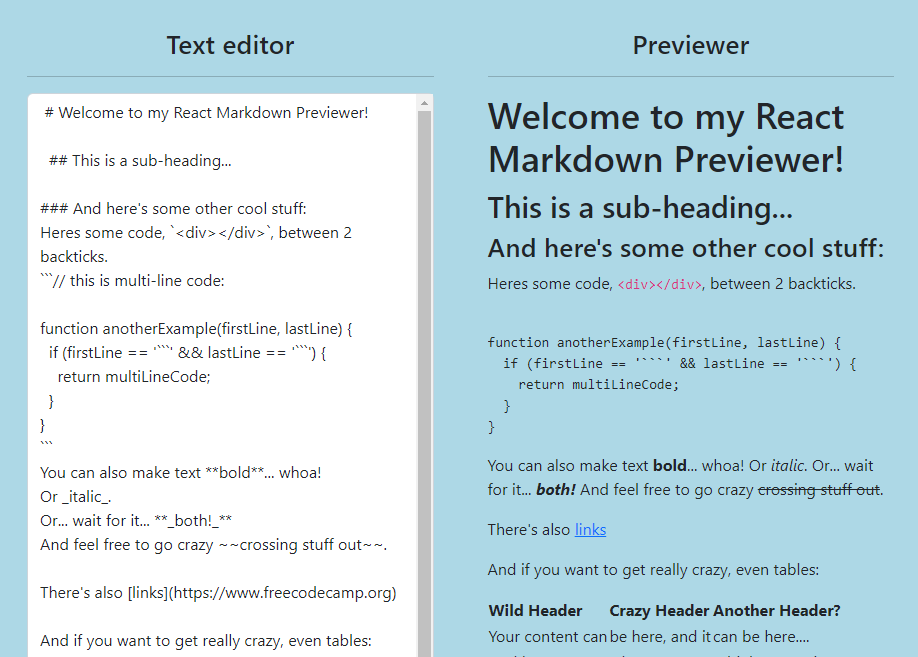 Text editor
# Welcome to my React Markdown Previewer!
## This is a sub-heading...
### And here's some other cool stuff:
Heres some code, `<div></div>`, between 2
backticks.
```// this is multi-line code:
function anotherExample(firstLine, lastLine) {
if (firstLine == '```' && lastLine == '```') {
return multiLineCode;
}
}
```
You can also make text **bold**... whoa!
Or _italic_.
Or... wait for it... **_both!_**
And feel free to go crazy ~~crossing stuff out~~.
There's also [links](https://www.freecodecamp.org)
And if you want to get really crazy, even tables:
Previewer
Welcome to my React
Markdown Previewer!
This is a sub-heading...
And here's some other cool stuff:
Heres some code, <div></div>, between 2 backticks.
function anotherExample(firstLine, lastLine) {
if (firstLine == '```' && lastLine == '```') {
return multiLineCode;
}
}
You can also make text bold... whoa! Or italic. Or... wait
for it... both! And feel free to go crazy crossing stuff out.
There's also links
And if you want to get really crazy, even tables:
Wild Header Crazy Header Another Header?
Your content can be here, and it can be here....